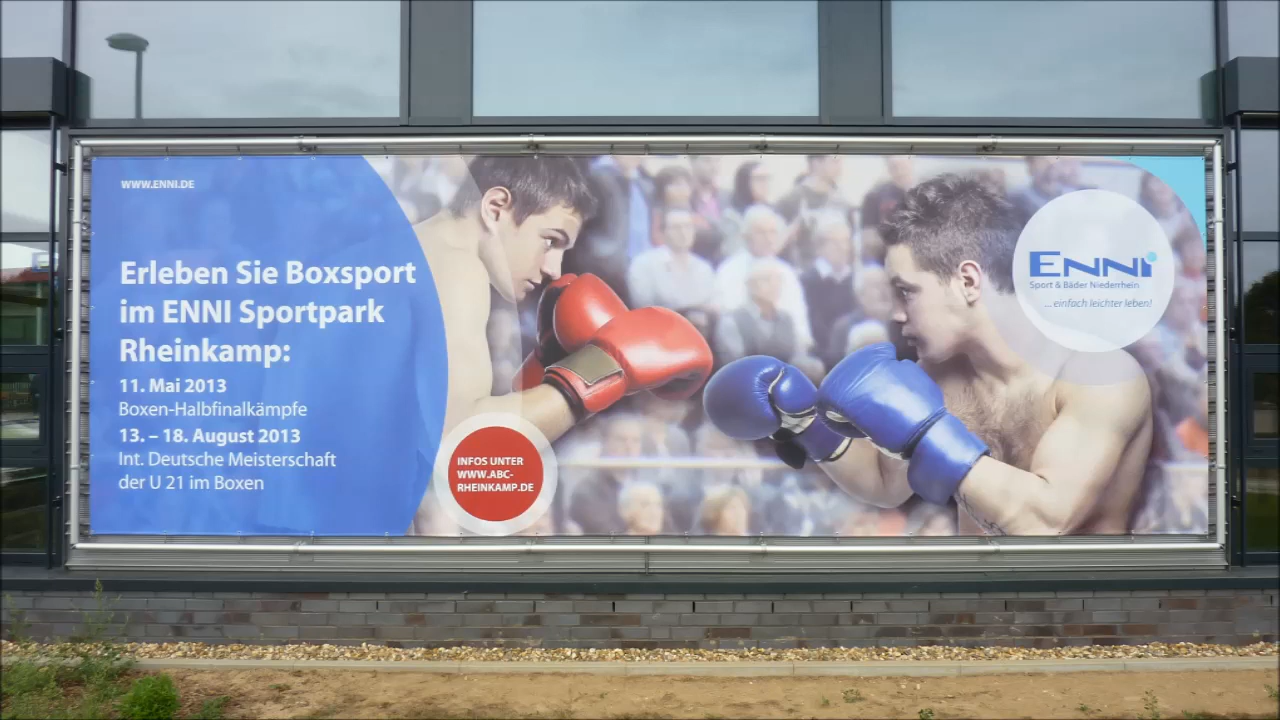 WWW.ENNI.DE
Erleben Sie Boxsport
im ENNI Sportpark
Rheinkamp:
11. Mai 2013
Boxen-Halbfinalkämpfe
13. – 18. August 2013
Int. Deutsche Meisterschaft
der U 21 im Boxen
INFOS UNTER
WWW.ABC-
RHEINKAMP.DE
ENNI
Sport & Bäder Niederrhein
...einfach leichter leben!